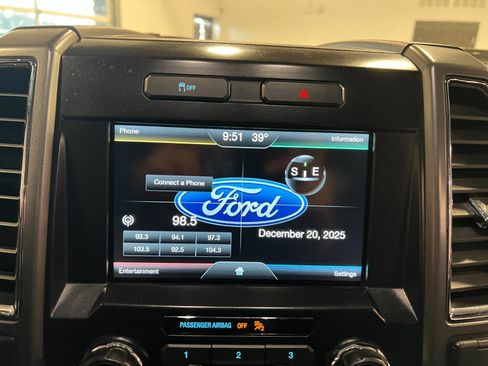 OFF
Phone
9:51 39°
Information
S E
Connect a Phone
Ford
98.5
93.3 94.1 97.3
103.5 92.5 104.3
December 20, 2025
Entertainment
Settings
PASSENGER AIRBAG OFF
1 2 3